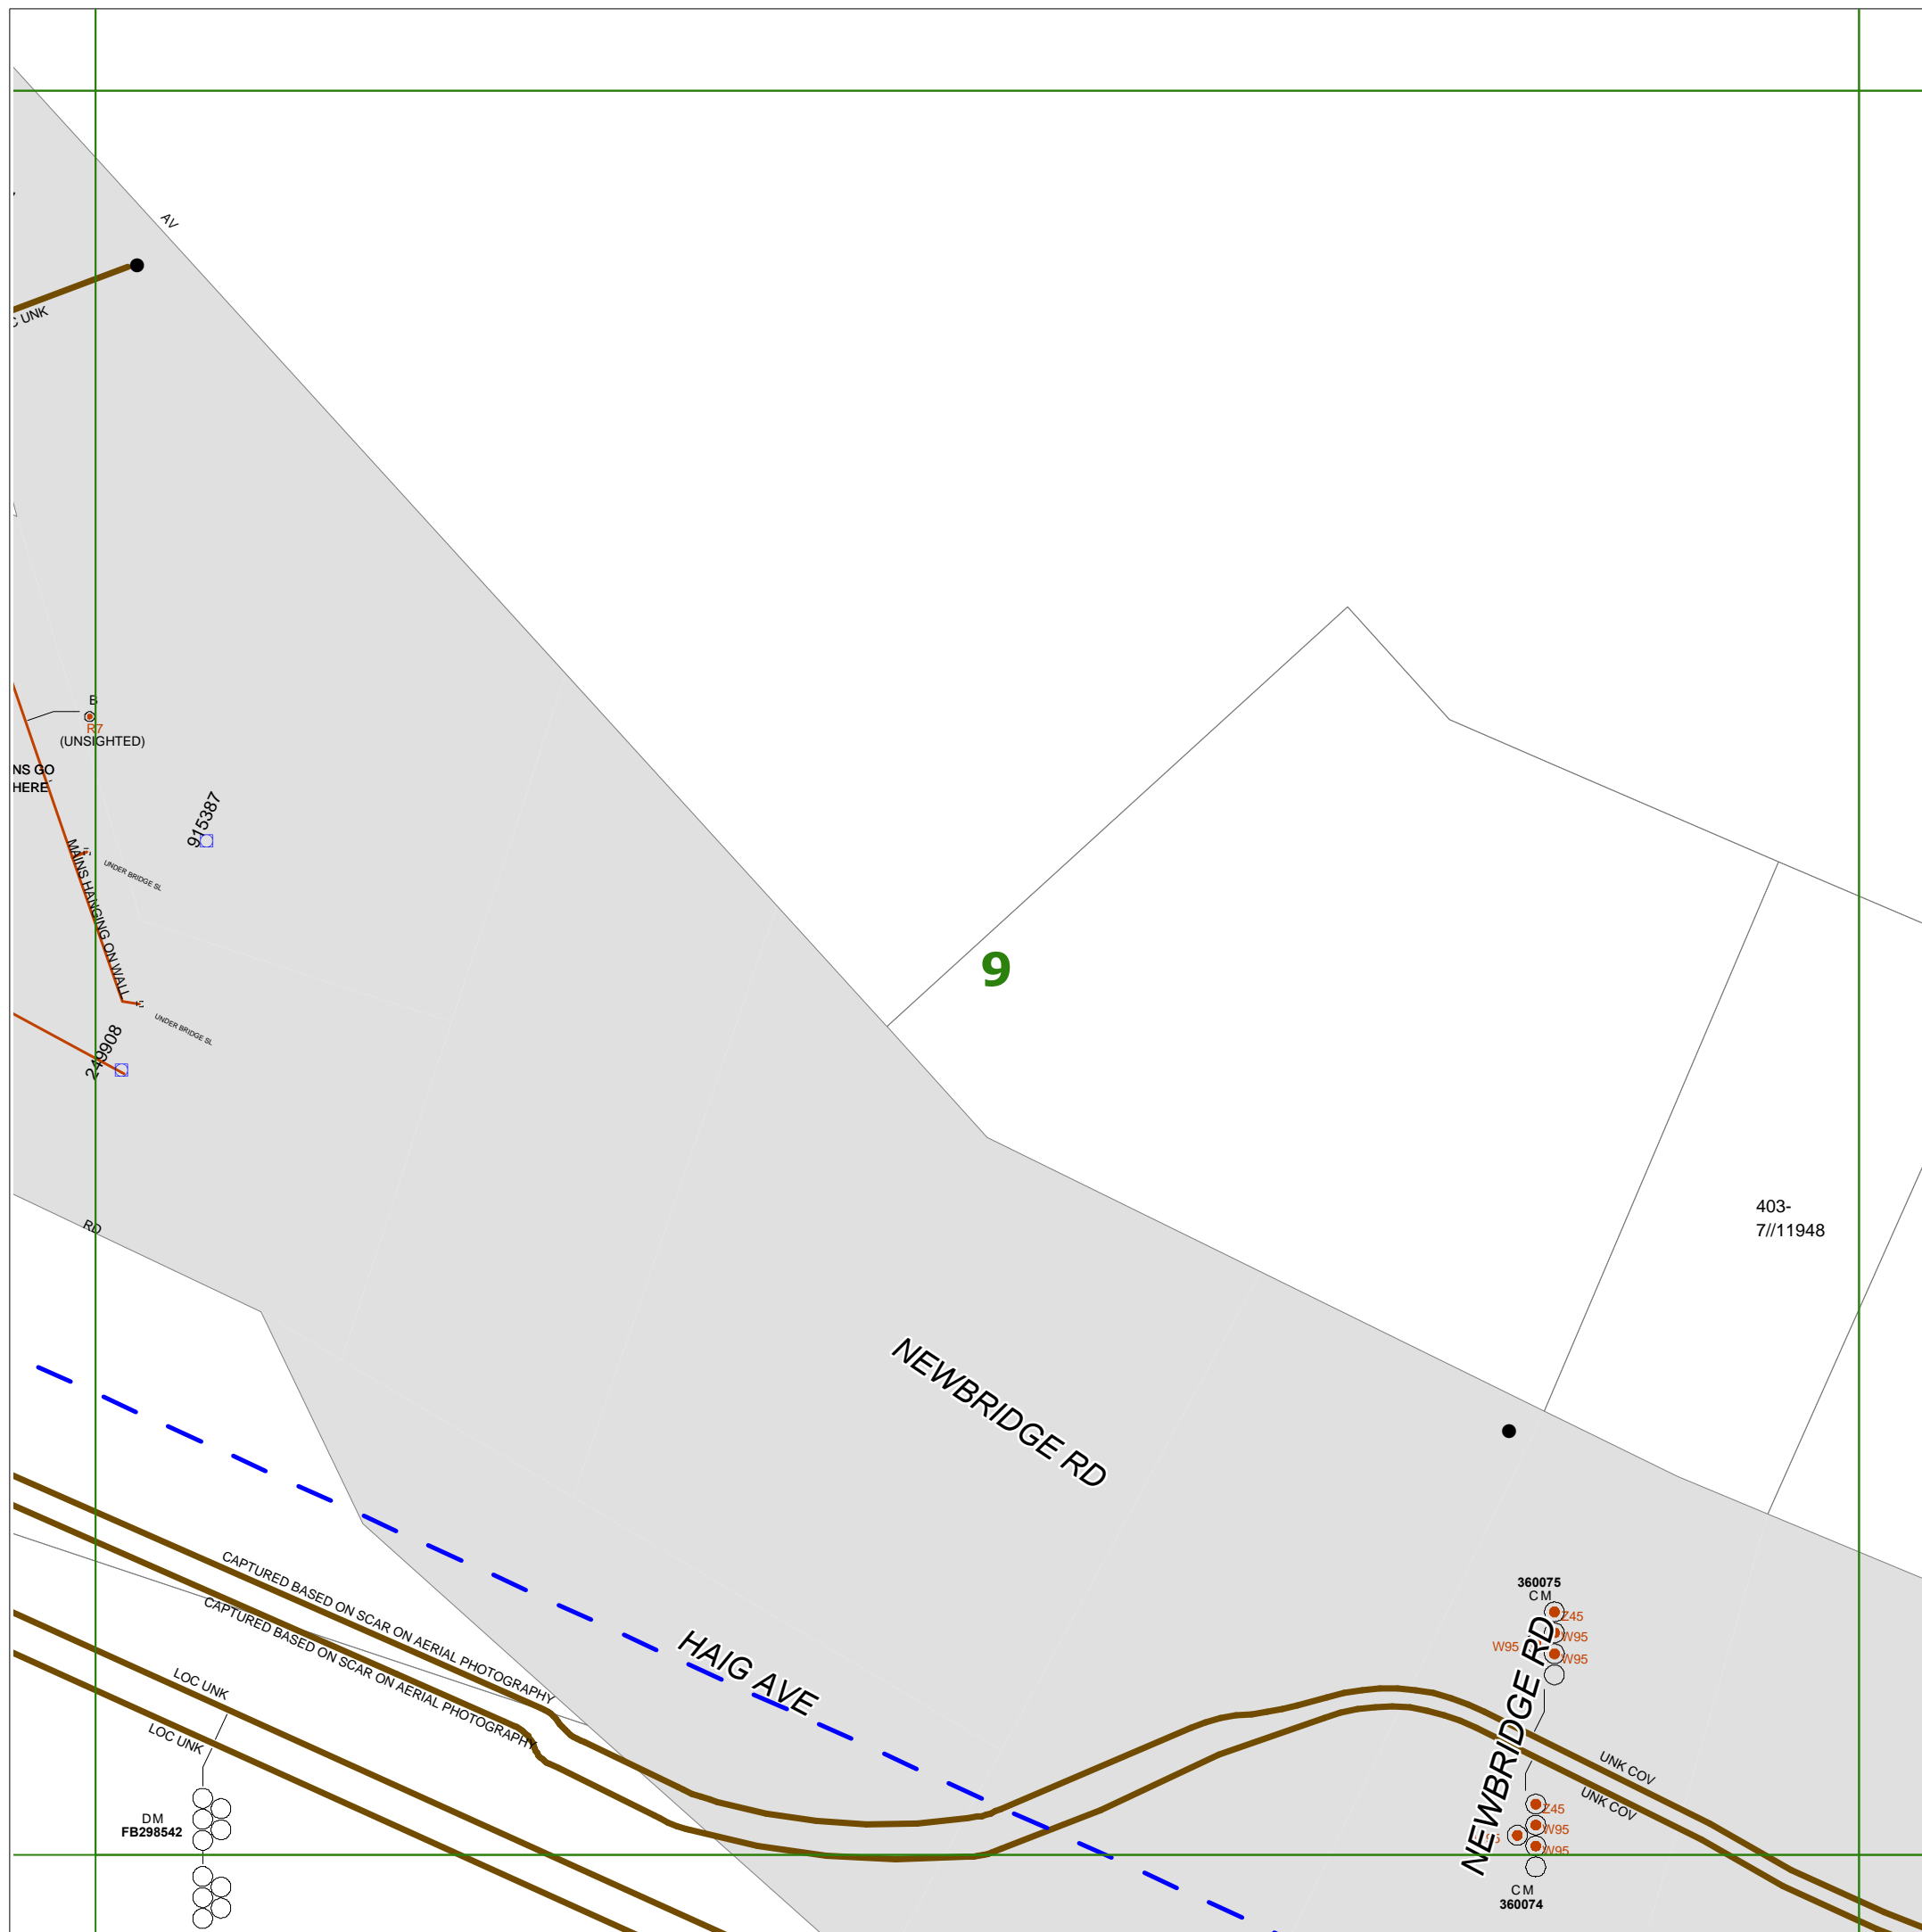 AV
C UNK
B
R7
(UNSIGHTED)
NS GO
HERE
915387
MAINS HANGING ON WALL
UNDER BRIDGE SL
UNDER BRIDGE SL
249908
9
403-
7//11948
RD
NEWBRIDGE RD
CAPTURED BASED ON SCAR ON AERIAL PHOTOGRAPHY
CAPTURED BASED ON SCAR ON AERIAL PHOTOGRAPHY
HAIG AVE
360075
CM
Z45
W95
W95
W95
NEWBRIDGE RD
LOC UNK
LOC UNK
UNK COV
UNK COV
DM
FB298542
Z45
W95
W95
CM
360074